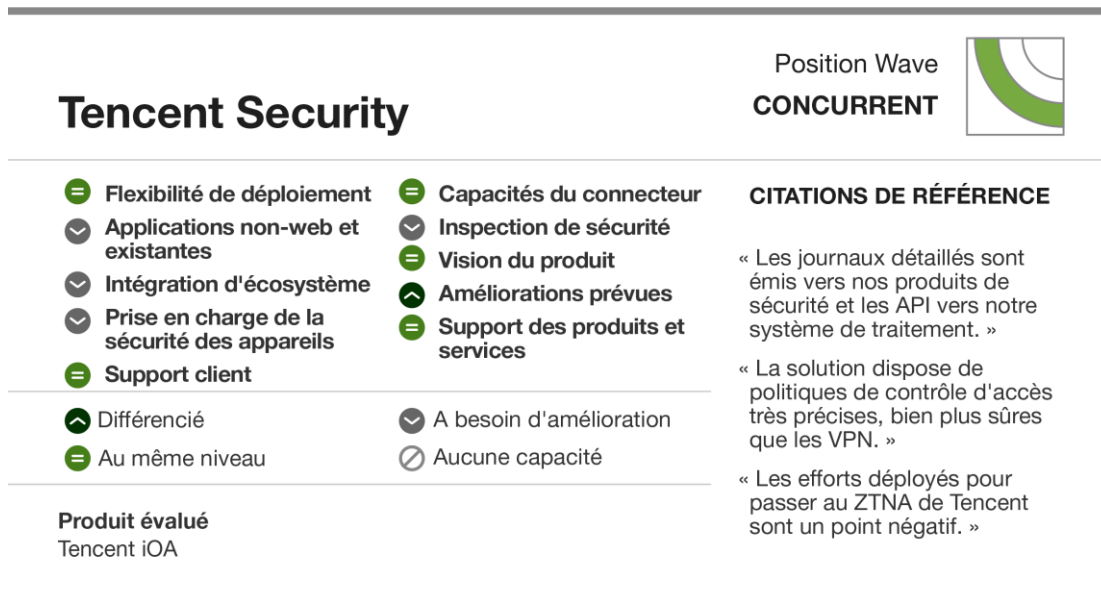 Position Wave
CONCURRENT
Tencent Security
Flexibilité de déploiement
Applications non-web et
existantes
Intégration d'écosystème
Prise en charge de la
sécurité des appareils
Support client
Capacités du connecteur
Inspection de sécurité
Vision du produit
Améliorations prévues
Support des produits et
services
Différencié
Au même niveau
A besoin d'amélioration
Aucune capacité
Produit évalué
Tencent iOA
CITATIONS DE RÉFÉRENCE
« Les journaux détaillés sont
émis vers nos produits de
sécurité et les API vers notre
système de traitement. »
« La solution dispose de
politiques de contrôle d'accès
très précises, bien plus sûres
que les VPN. »
« Les efforts déployés pour
passer au ZTNA de Tencent
sont un point négatif. »